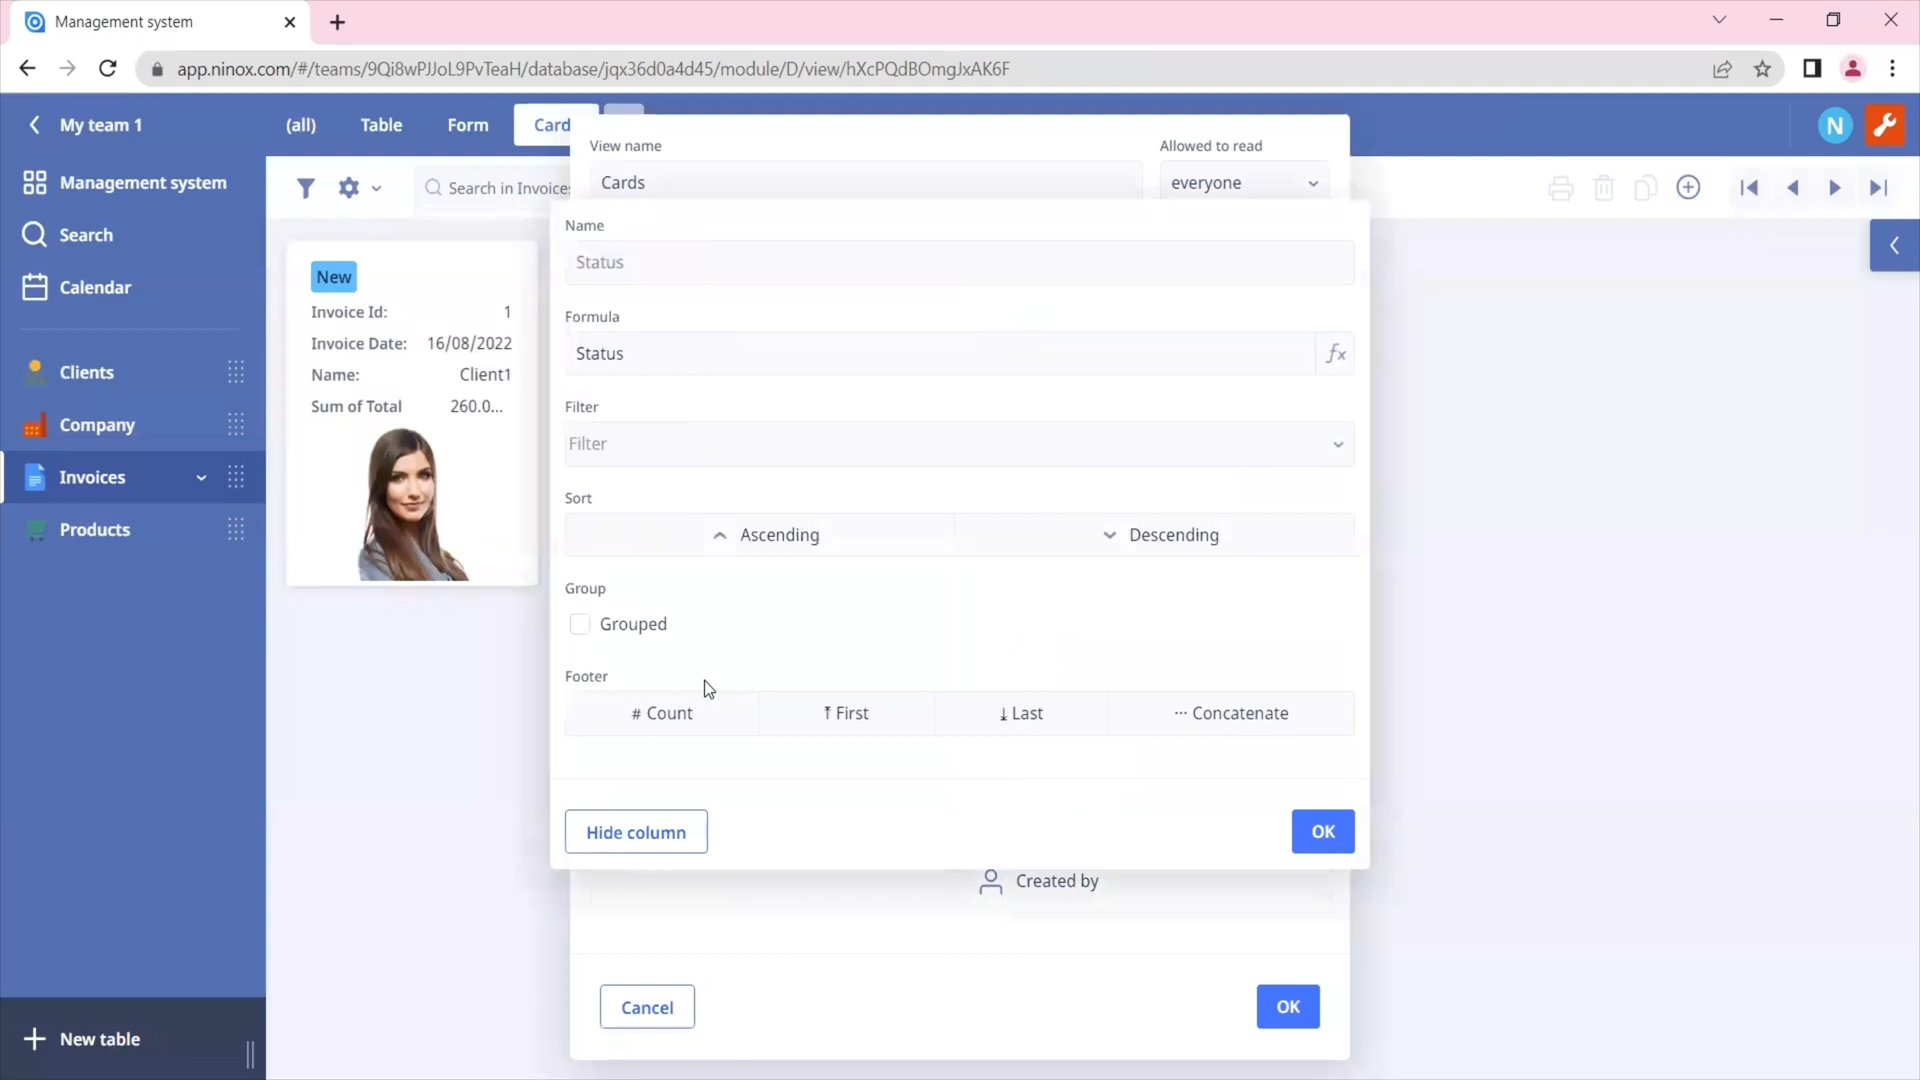 Management system
app.ninox.com/#/teams/9Qi8wPJJoL9PvTeaH/database/jqx36d0a4d45/module/D/view/hXcPQdBOmgJxAK6F
My team 1
(all)
Table
Form
Card
N
Management system
Search
Calendar
Clients
Company
Invoices
Products
New table
Search in Invoices
New
Invoice Id: 1
Invoice Date: 16/08/2022
Name: Client1
Sum of Total 260.0...
View name
Allowed to read
Cards
everyone
Name
Status
Formula
Status
fx
Filter
Filter
Sort
Ascending
Descending
Group
Grouped
Footer
# Count
First
Last
··· Concatenate
Hide column
OK
Created by
Cancel
OK